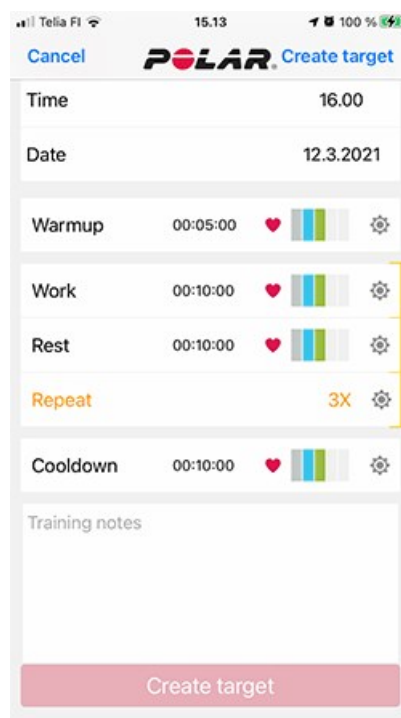 Telia FI 15.13 100 %
Cancel POLAR. Create target
Time 16.00
Date 12.3.2021
Warmup 00:05:00
Work 00:10:00
Rest 00:10:00
Repeat 3X
Cooldown 00:10:00
Training notes
Create target